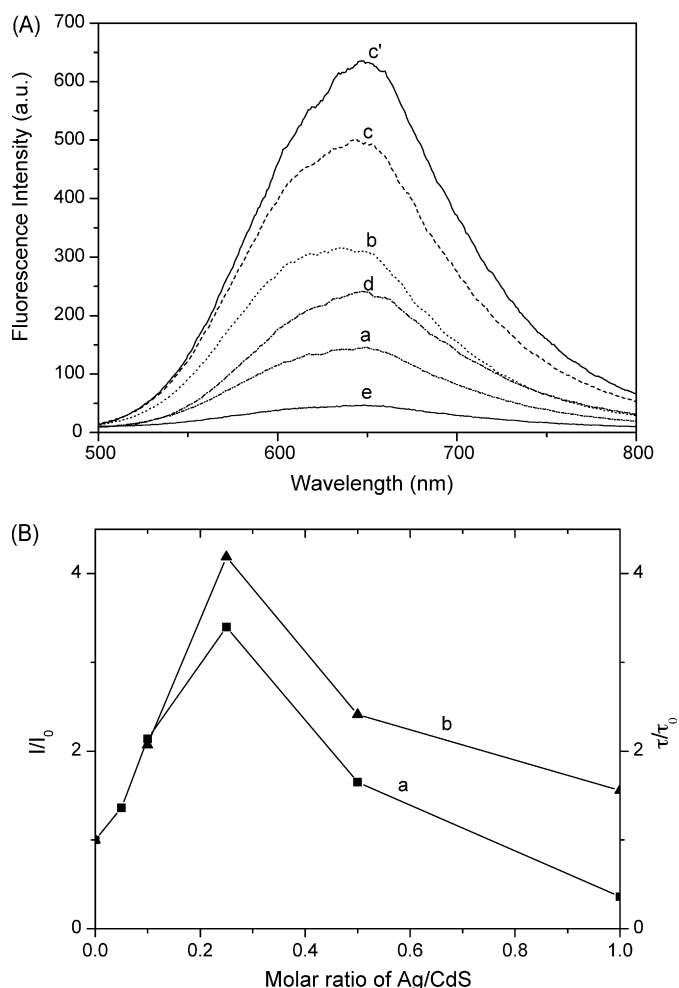 (A)
700
600
500
400
300
200
100
0
Fluorescence Intensity (a.u.)
c'
c
b
d
a
e
500
600
700
800
Wavelength (nm)
(B)
4
2
0
I/I0
4
2
0
τ/τ0
b
a
0.0
0.2
0.4
0.6
0.8
1.0
Molar ratio of Ag/CdS